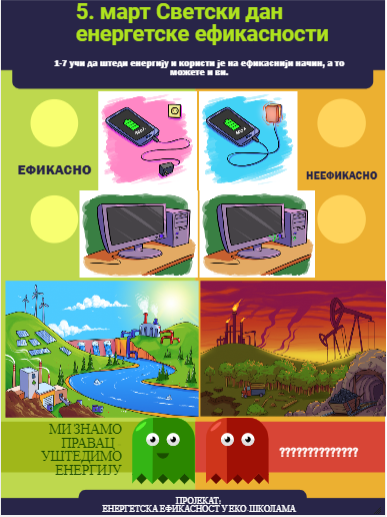 5. март Светски дан
енергетске ефикасности
1-7 учи да штеди енергију и користи је на ефикаснији начин, а то
можете и ви.
ЕФИКАСНО
НЕЕФИКАСНО
МИ ЗНАМО
ПРАВАЦ
УШТЕДИМО
ЕНЕРГИЈУ
??????????????
ПРОЈЕКАТ:
ЕНЕРГЕТСКА ЕФИКАСНОСТ У ЕКО-ШКОЛАМА